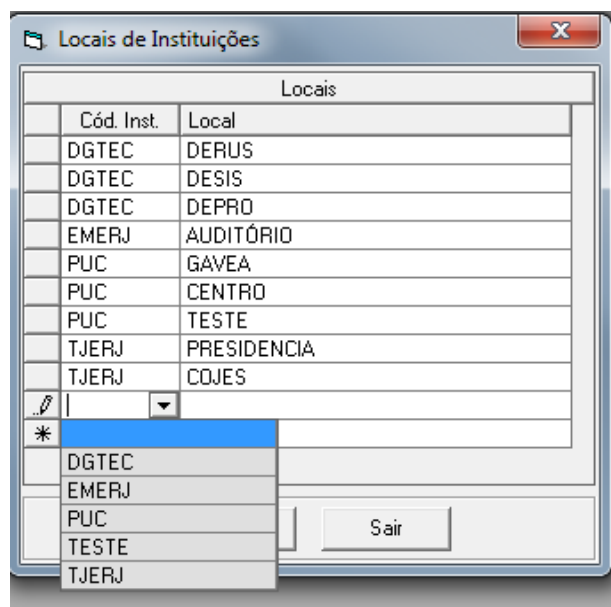 Locais de Instituições
Locais
Cód. Inst. Local
DGTEC DERUS
DGTEC DESIS
DGTEC DEPRO
EMERJ AUDITÓRIO
PUC GAVEA
PUC CENTRO
PUC TESTE
TJERJ PRESIDENCIA
TJERJ COJES
DGTEC
EMERJ
PUC
Sair
TESTE
TJERJ